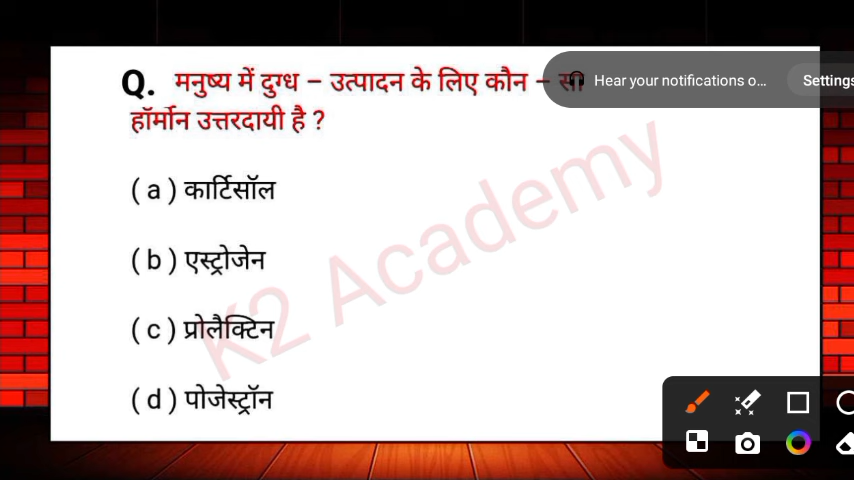 Q. मनुष्य में दुग्ध – उत्पादन के लिए कौन – सा
हॉर्मोन उत्तरदायी है ?
Hear your notifications o... Settings
( a ) कार्टिसॉल
( b ) एस्ट्रोजेन
( c ) प्रोलैक्टिन
( d ) पोजेस्ट्रॉन
K2 Academy